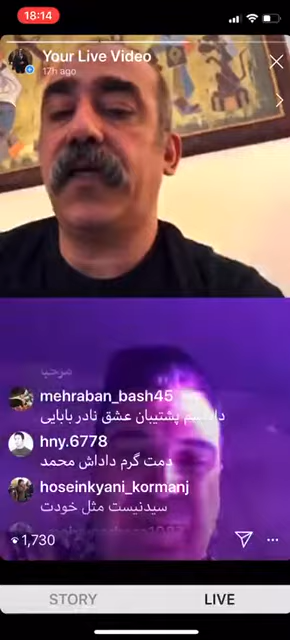 18:14
Your Live Video
17h ago
مرحبا
mehraban_bash45
پشتیبان عشق نادر بابایی
hny.6778
دمت گرم داداش محمد
hoseinkyani_kormanj
سیدنیست مثل خودت
1,730
STORY
LIVE